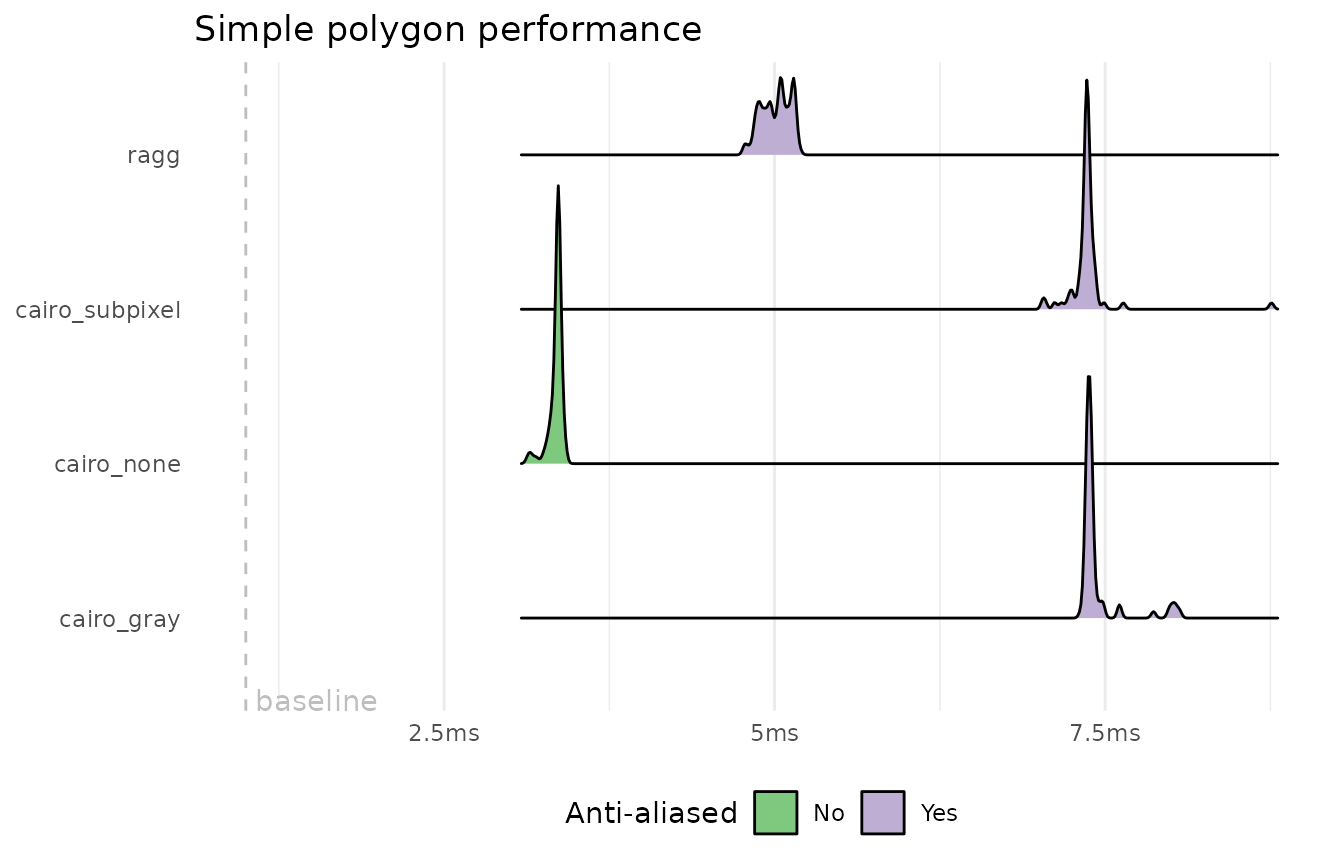 Simple polygon performance
ragg
cairo_subpixel
cairo_none
cairo_gray
baseline
2.5ms 5ms 7.5ms
Anti-aliased No Yes